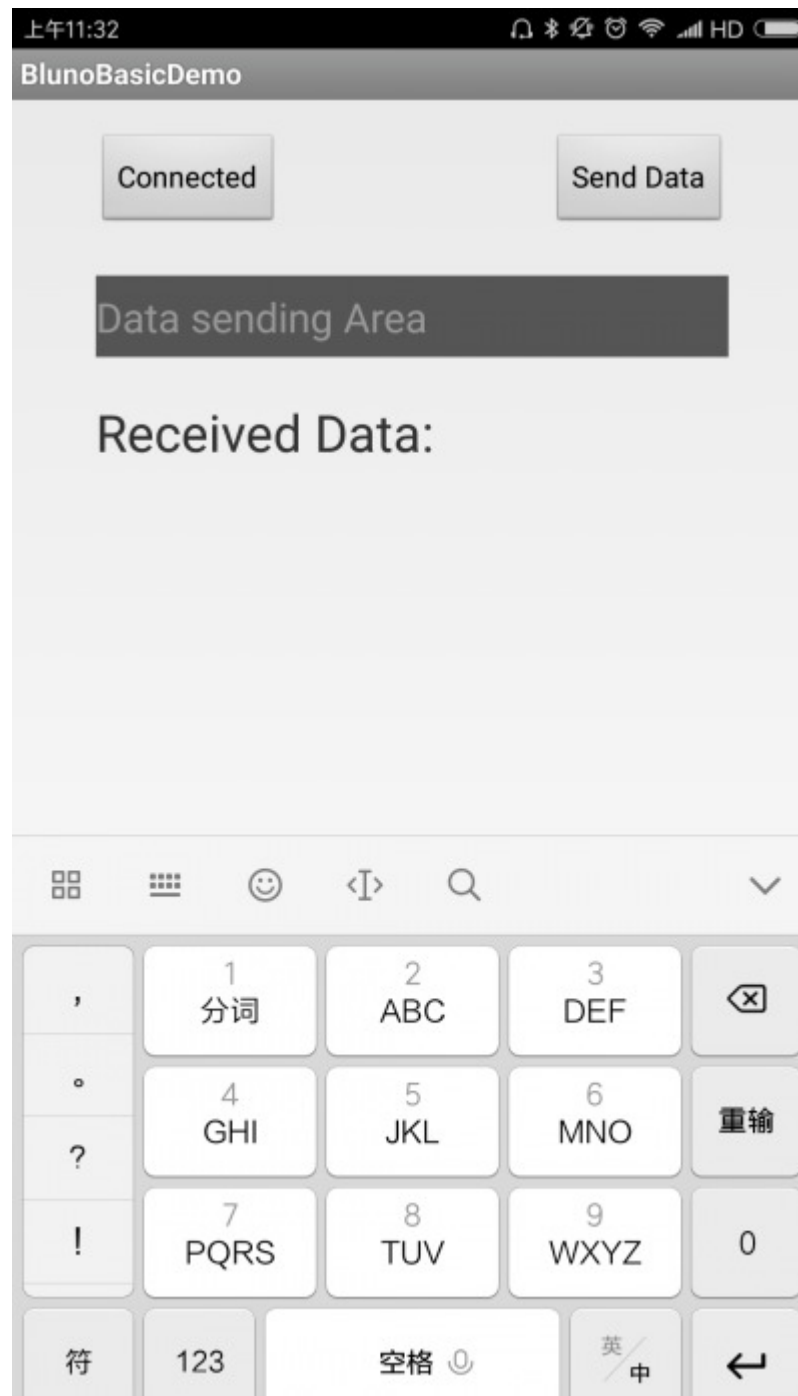 上午11:32 HD
BlunoBasicDemo
Connected Send Data
Data sending Area
Received Data:
, 1 2 3
分词 ABC DEF
。 4 5 6
GHI JKL MNO 重输
?
7 8 9
! PQRS TUV WXYZ 0
符 123 空格 英/中